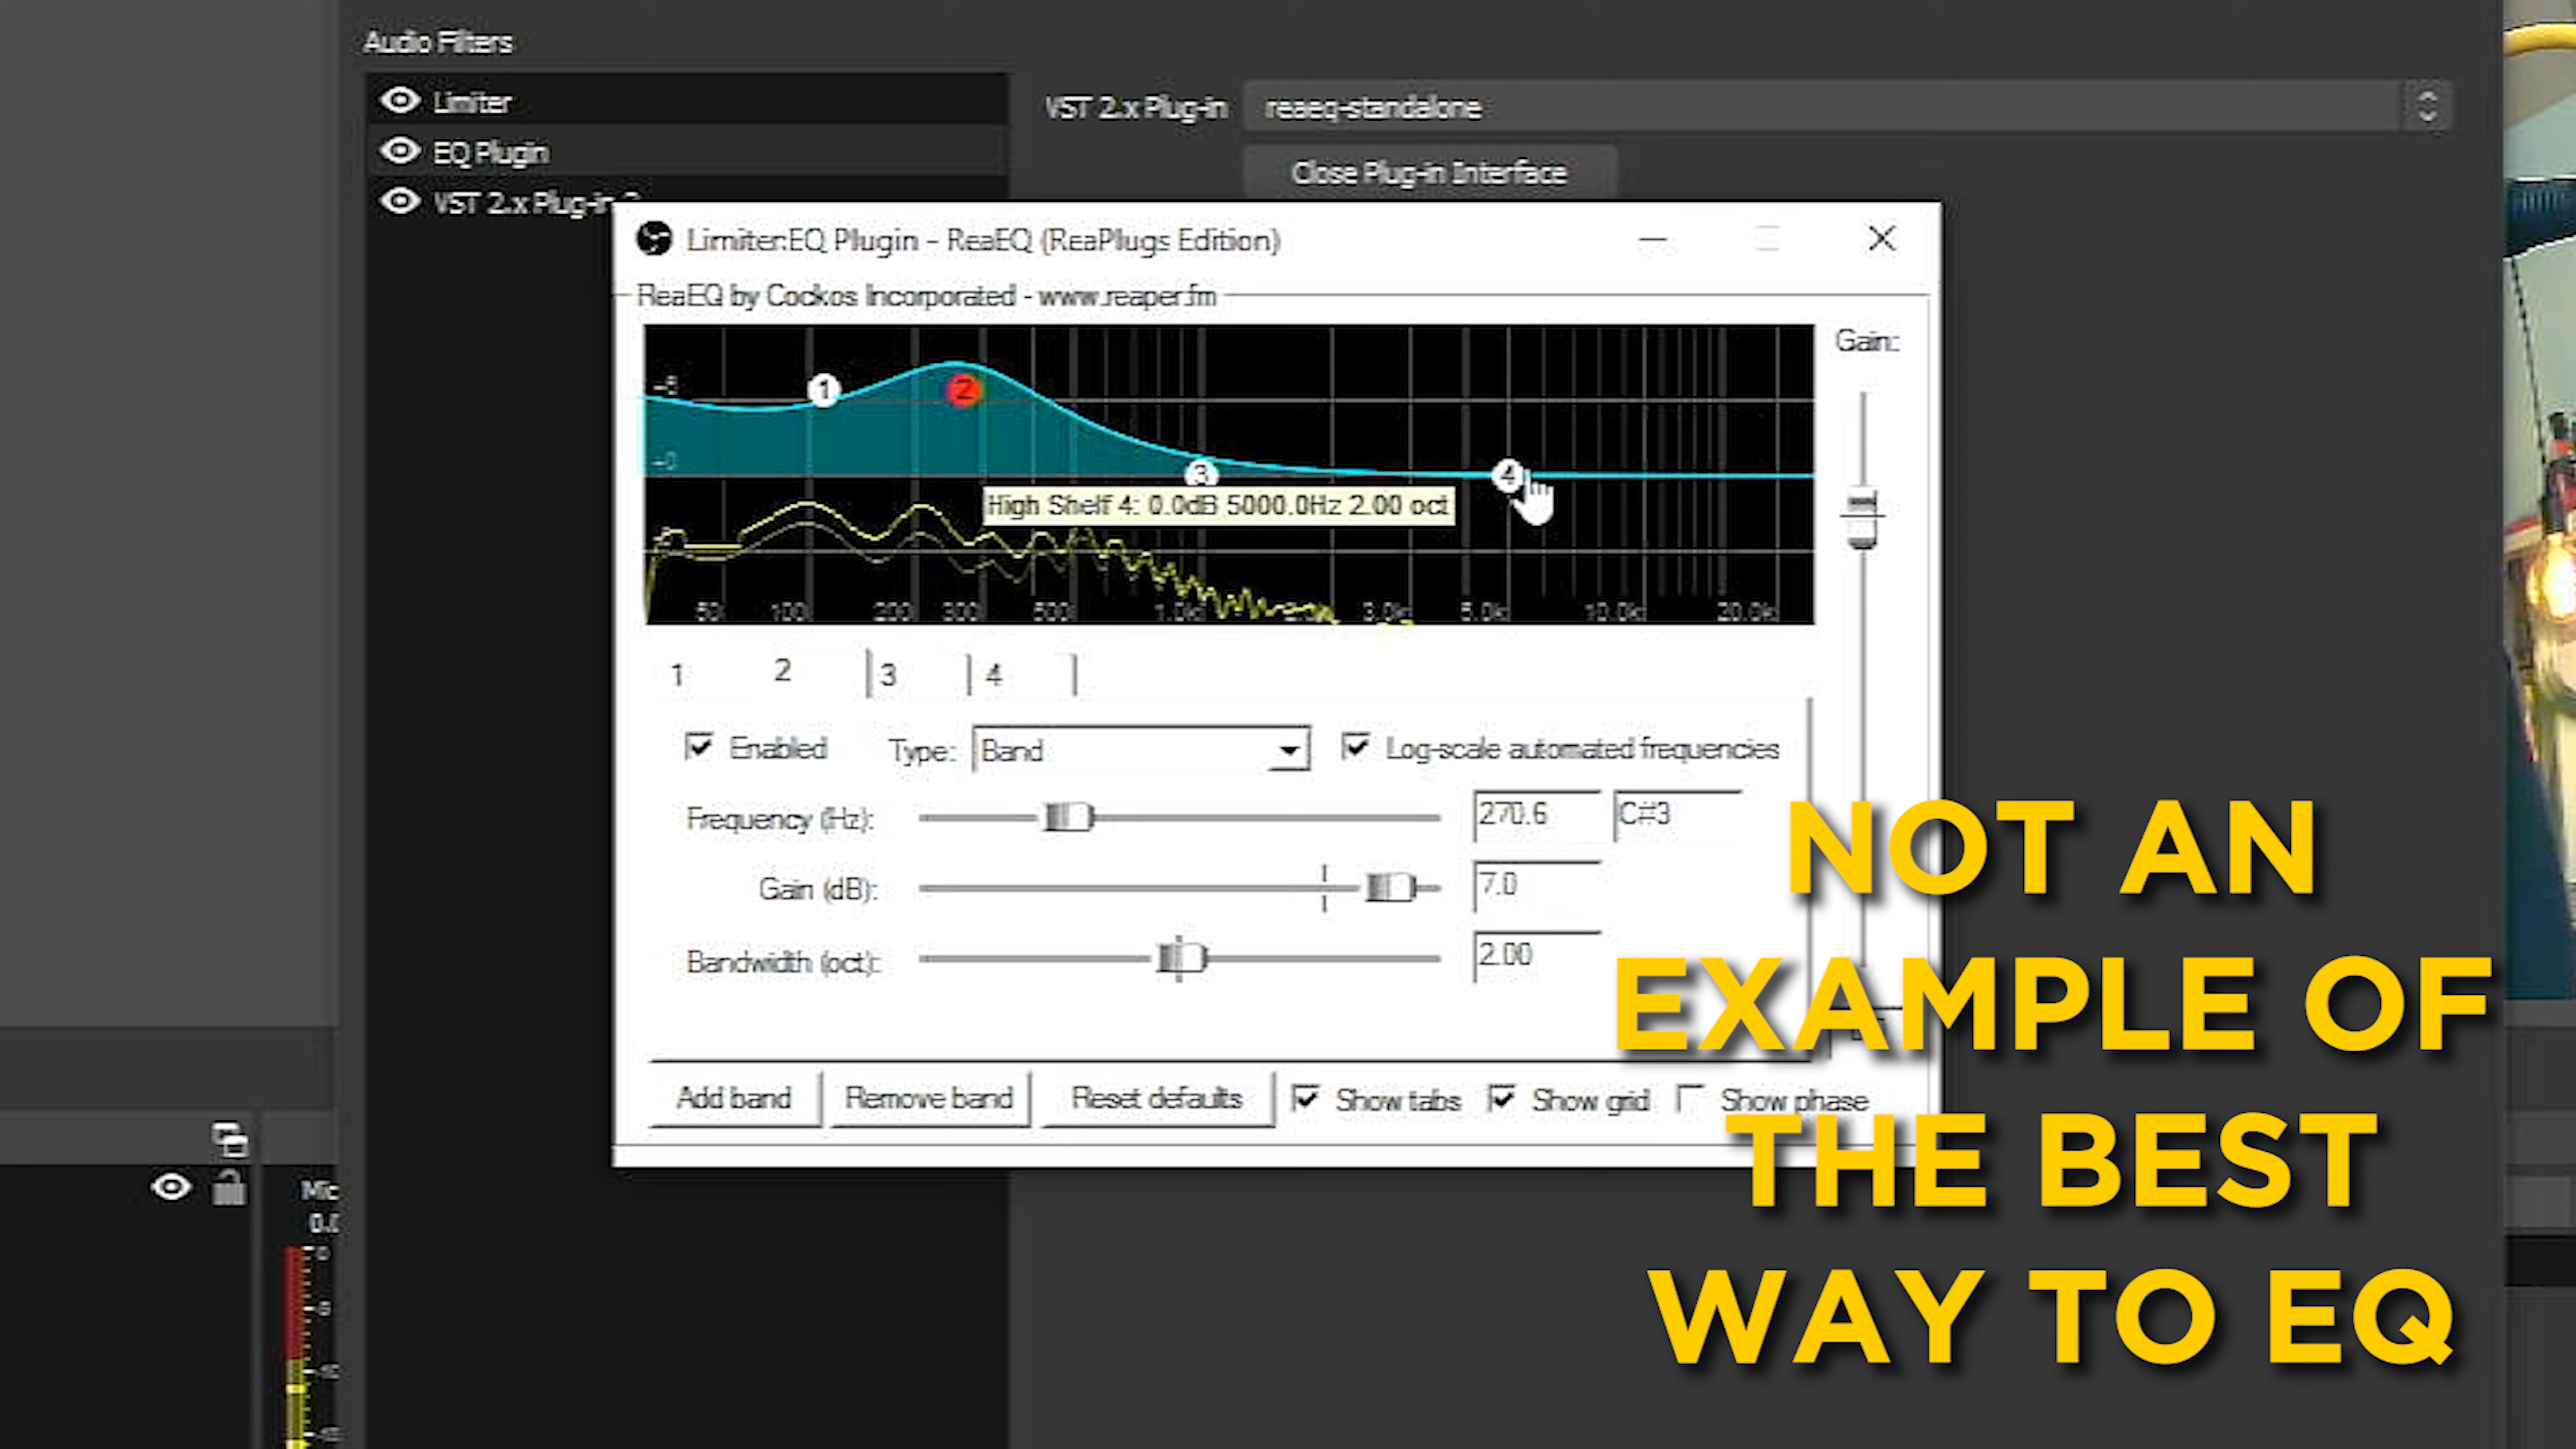 Audio Filters
Limiter
EQ Plugin
VST 2.x Plug-in
VST 2.x Plug-in reaeq-standalone
Close Plug-in Interface
Limiter:EQ Plugin - ReaEQ (ReaPlugs Edition)
ReaEQ by Cockos Incorporated - www.reaper.fm
Gain:
1 2 3 4
+0
High Shelf 4: 0.0dB 5000.0Hz 2.00 oct
50 100 200 300 500 1.0k 3.0k 5.0k 10.0k 20.0k
1 2 3 4
Enabled Type: Band Log-scale automated frequencies
Frequency (Hz): 270.6 C#3
Gain (dB): 7.0
Bandwidth (oct): 2.00
Add band Remove band Reset defaults Show tabs Show grid Show phase
Mic
NOT AN
EXAMPLE OF
THE BEST
WAY TO EQ